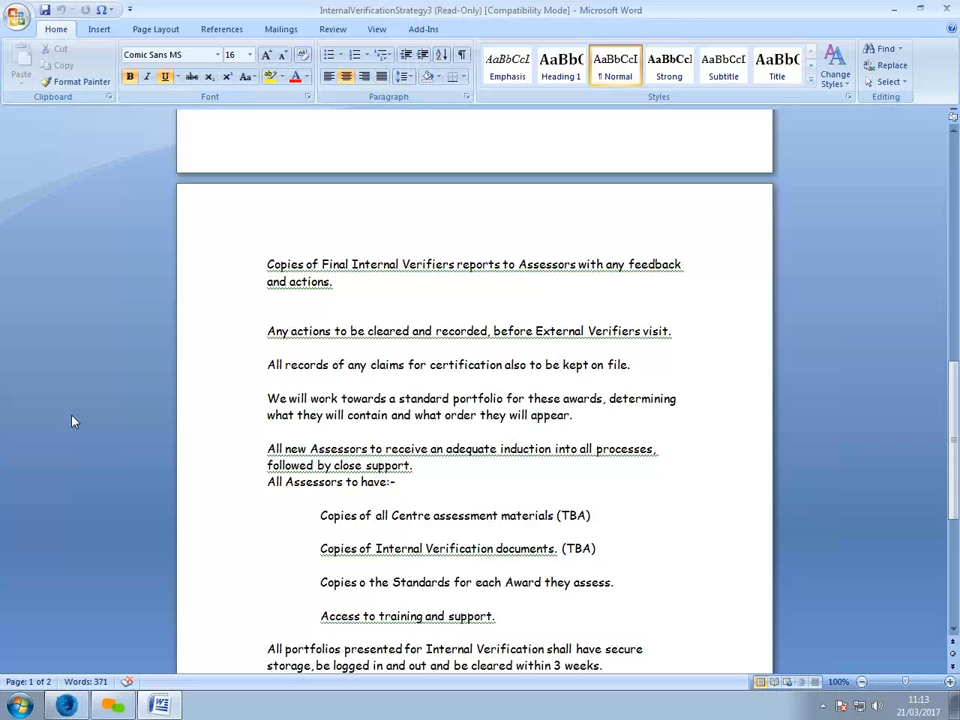 InternalVerificationStrategy3 (Read-Only) [Compatibility Mode] - Microsoft Word
Home Insert Page Layout References Mailings Review View Add-Ins
Paste
Cut
Copy
Format Painter
Clipboard
Comic Sans MS 16
B I U abc x₂ x² Aa A
Font
Paragraph
AaBbCcI AaBb( AaBbCcI AaBbCc AaBbCcI AaBb(
Emphasis Heading 1 ¶ Normal Strong Subtitle Title
Change Styles
Styles
Find
Replace
Select
Editing
Copies of Final Internal Verifiers reports to Assessors with any feedback
and actions.
Any actions to be cleared and recorded, before External Verifiers visit.
All records of any claims for certification also to be kept on file.
We will work towards a standard portfolio for these awards, determining
what they will contain and what order they will appear.
All new Assessors to receive an adequate induction into all processes,
followed by close support.
All Assessors to have:-
Copies of all Centre assessment materials (TBA)
Copies of Internal Verification documents. (TBA)
Copies o the Standards for each Award they assess.
Access to training and support.
All portfolios presented for Internal Verification shall have secure
storage, be logged in and out and be cleared within 3 weeks.
Page: 1 of 2 Words: 371 100%
11:13
21/03/2017